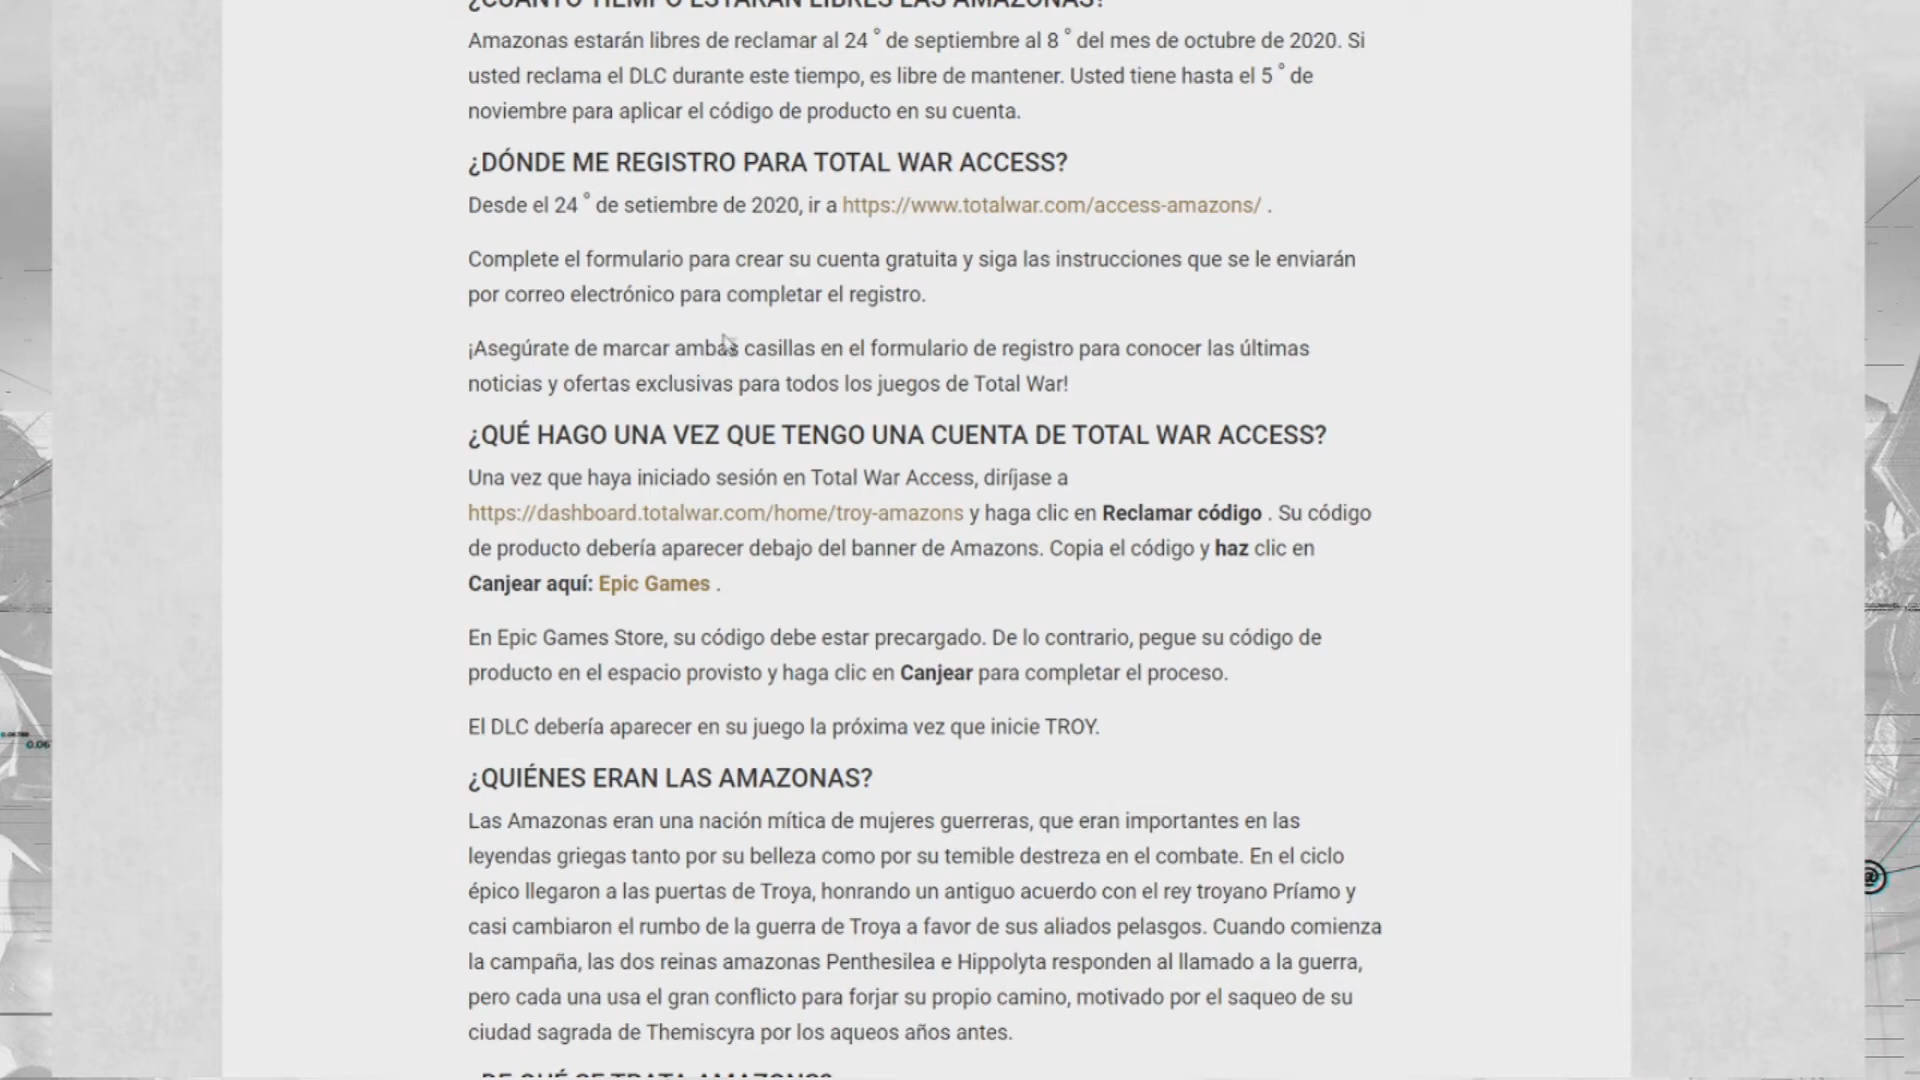 ¿CUÁNTO TIEMPO ESTARÁN LIBRES LAS AMAZONAS?
Amazonas estarán libres de reclamar al 24 ° de septiembre al 8 ° del mes de octubre de 2020. Si
usted reclama el DLC durante este tiempo, es libre de mantener. Usted tiene hasta el 5 ° de
noviembre para aplicar el código de producto en su cuenta.
¿DÓNDE ME REGISTRO PARA TOTAL WAR ACCESS?
Desde el 24 ° de setiembre de 2020, ir a https://www.totalwar.com/access-amazons/ .
Complete el formulario para crear su cuenta gratuita y siga las instrucciones que se le enviarán
por correo electrónico para completar el registro.
¡Asegúrate de marcar ambas casillas en el formulario de registro para conocer las últimas
noticias y ofertas exclusivas para todos los juegos de Total War!
¿QUÉ HAGO UNA VEZ QUE TENGO UNA CUENTA DE TOTAL WAR ACCESS?
Una vez que haya iniciado sesión en Total War Access, diríjase a
https://dashboard.totalwar.com/home/troy-amazons y haga clic en Reclamar código . Su código
de producto debería aparecer debajo del banner de Amazons. Copia el código y haz clic en
Canjear aquí: Epic Games .
En Epic Games Store, su código debe estar precargado. De lo contrario, pegue su código de
producto en el espacio provisto y haga clic en Canjear para completar el proceso.
El DLC debería aparecer en su juego la próxima vez que inicie TROY.
¿QUIÉNES ERAN LAS AMAZONAS?
Las Amazonas eran una nación mítica de mujeres guerreras, que eran importantes en las
leyendas griegas tanto por su belleza como por su temible destreza en el combate. En el ciclo
épico llegaron a las puertas de Troya, honrando un antiguo acuerdo con el rey troyano Príamo y
casi cambiaron el rumbo de la guerra de Troya a favor de sus aliados pelasgos. Cuando comienza
la campaña, las dos reinas amazonas Penthesilea e Hippolyta responden al llamado a la guerra,
pero cada una usa el gran conflicto para forjar su propio camino, motivado por el saqueo de su
ciudad sagrada de Themiscyra por los aqueos años antes.
¿DE QUÉ SE TRATA AMAZONS?